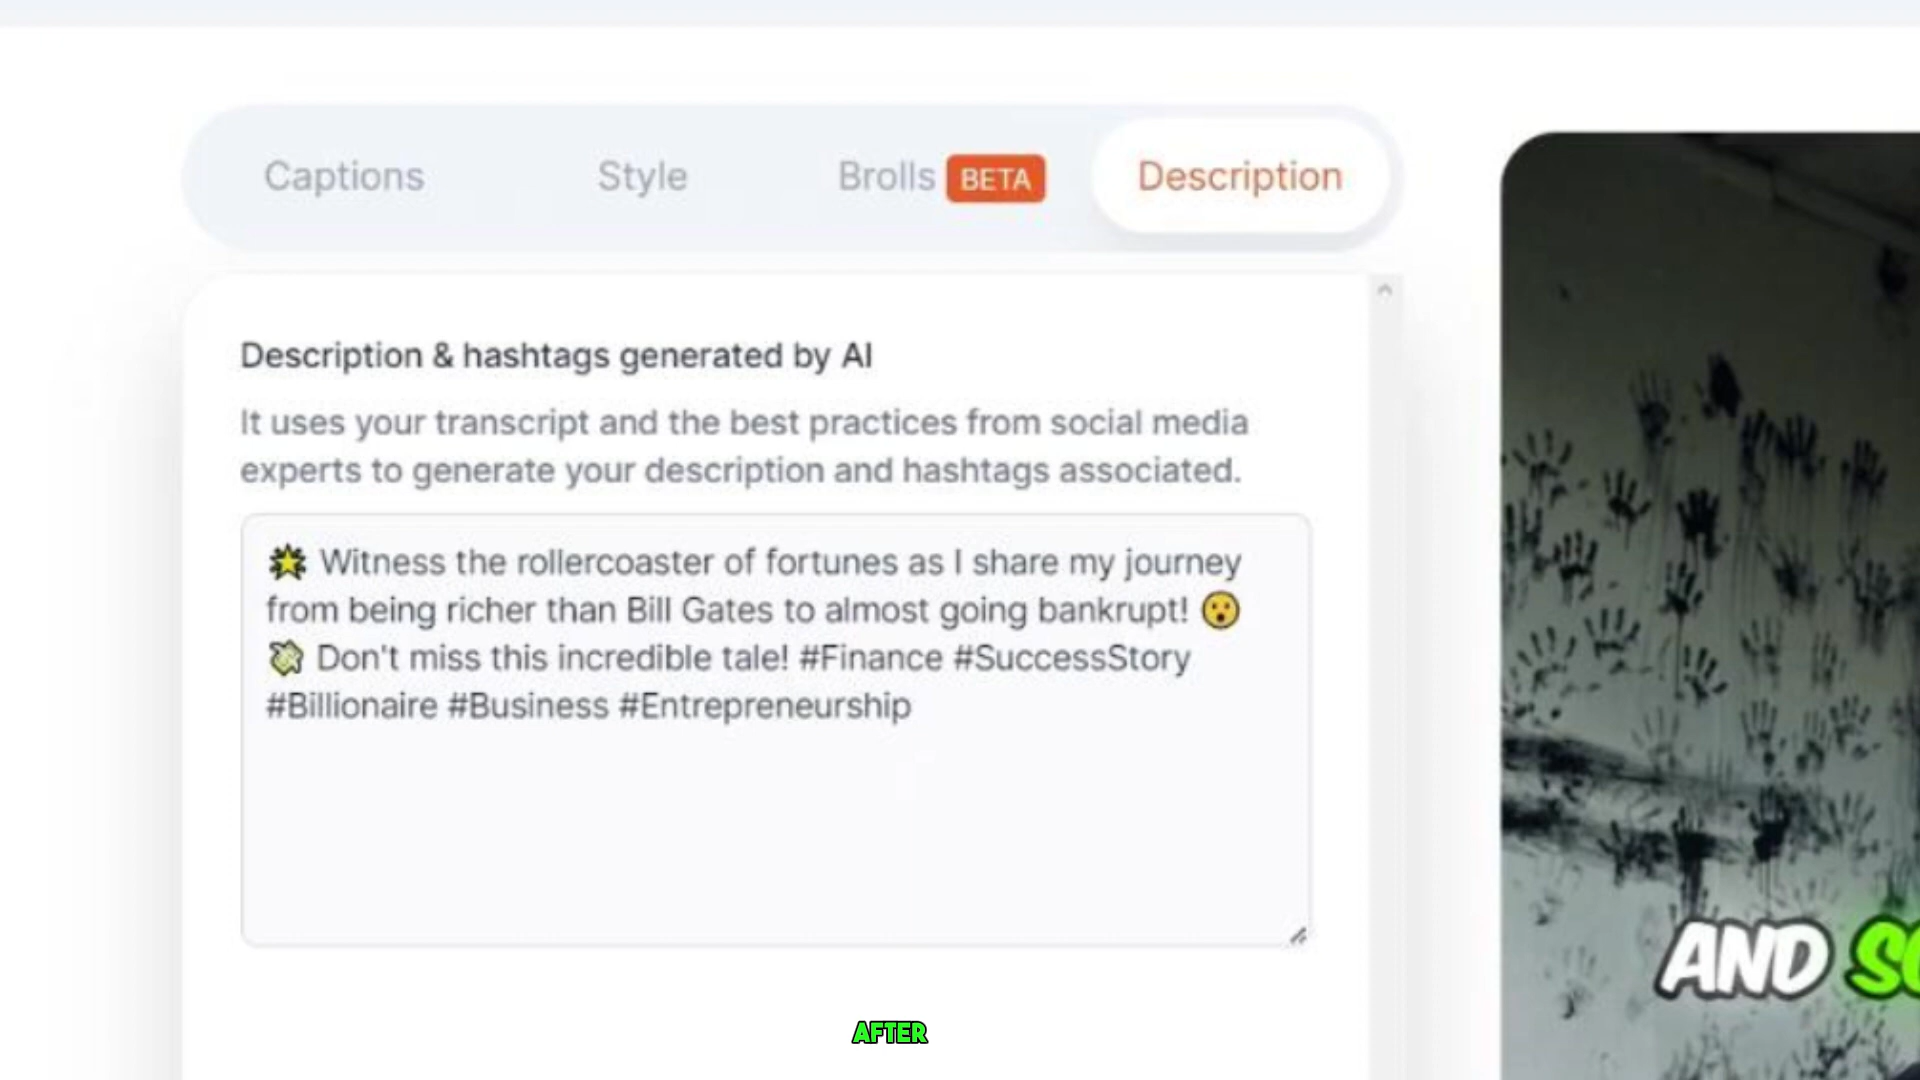 Captions Style Brolls BETA Description
Description & hashtags generated by AI
It uses your transcript and the best practices from social media
experts to generate your description and hashtags associated.
🌟 Witness the rollercoaster of fortunes as I share my journey
from being richer than Bill Gates to almost going bankrupt! 😮
💸 Don't miss this incredible tale! #Finance #SuccessStory
#Billionaire #Business #Entrepreneurship
AND
AFTER